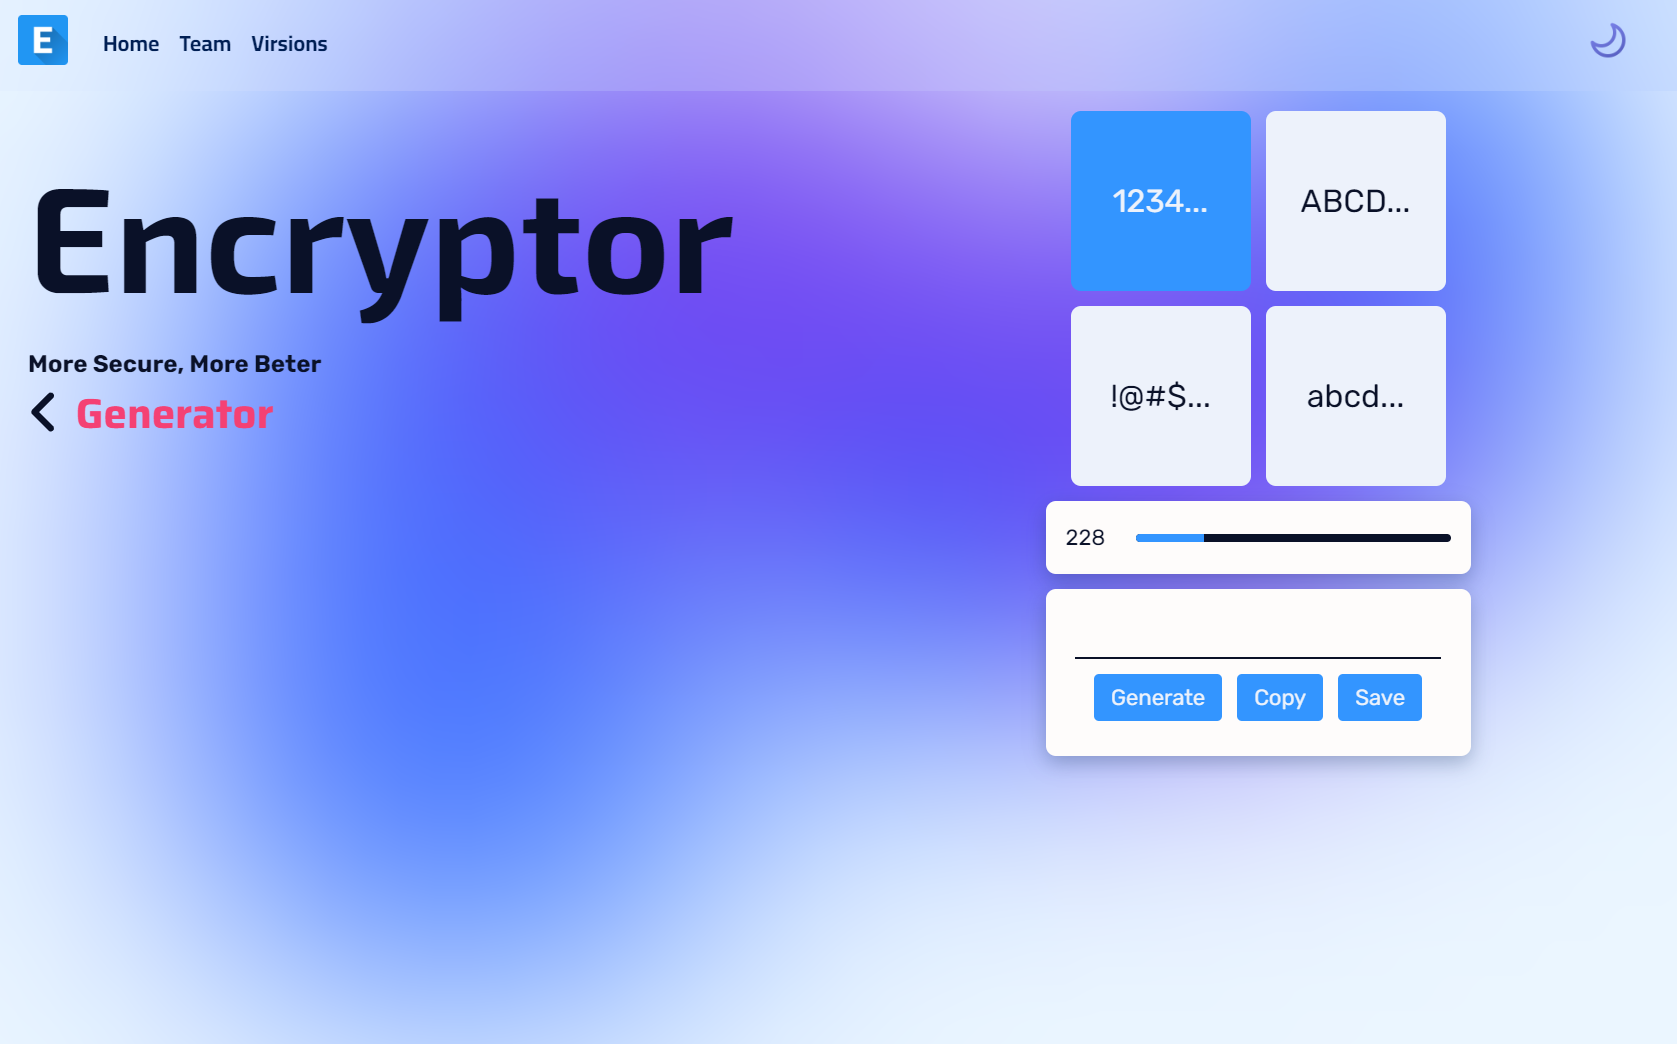 E
Home Team Virsions
Encryptor
More Secure, More Beter
Generator
1234... ABCD...
!@#$... abcd...
228
Generate Copy Save